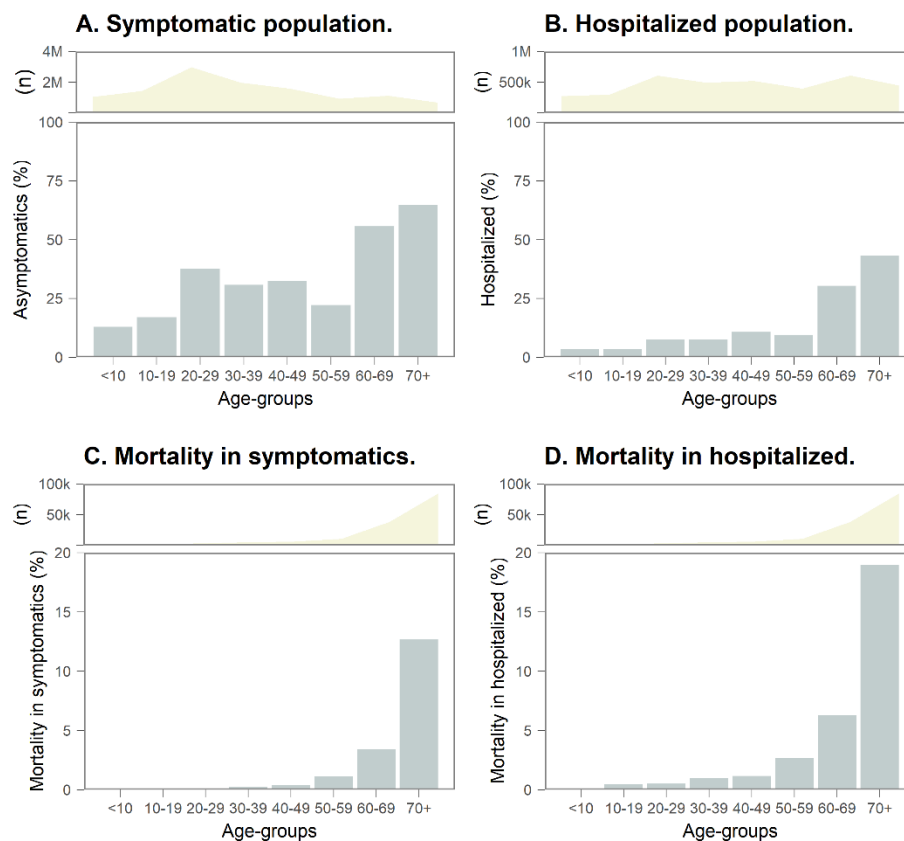 A. Symptomatic population.
4M
2M
(n)
100
75
50
25
0
Asymptomatics (%)
<10 10-19 20-29 30-39 40-49 50-59 60-69 70+
Age-groups
B. Hospitalized population.
1M
500k
(n)
100
75
50
25
0
Hospitalized (%)
<10 10-19 20-29 30-39 40-49 50-59 60-69 70+
Age-groups
C. Mortality in symptomatics.
100k
50k
(n)
20
15
10
5
0
Mortality in symptomatics (%)
<10 10-19 20-29 30-39 40-49 50-59 60-69 70+
Age-groups
D. Mortality in hospitalized.
100k
50k
(n)
20
15
10
5
0
Mortality in hospitalized (%)
<10 10-19 20-29 30-39 40-49 50-59 60-69 70+
Age-groups